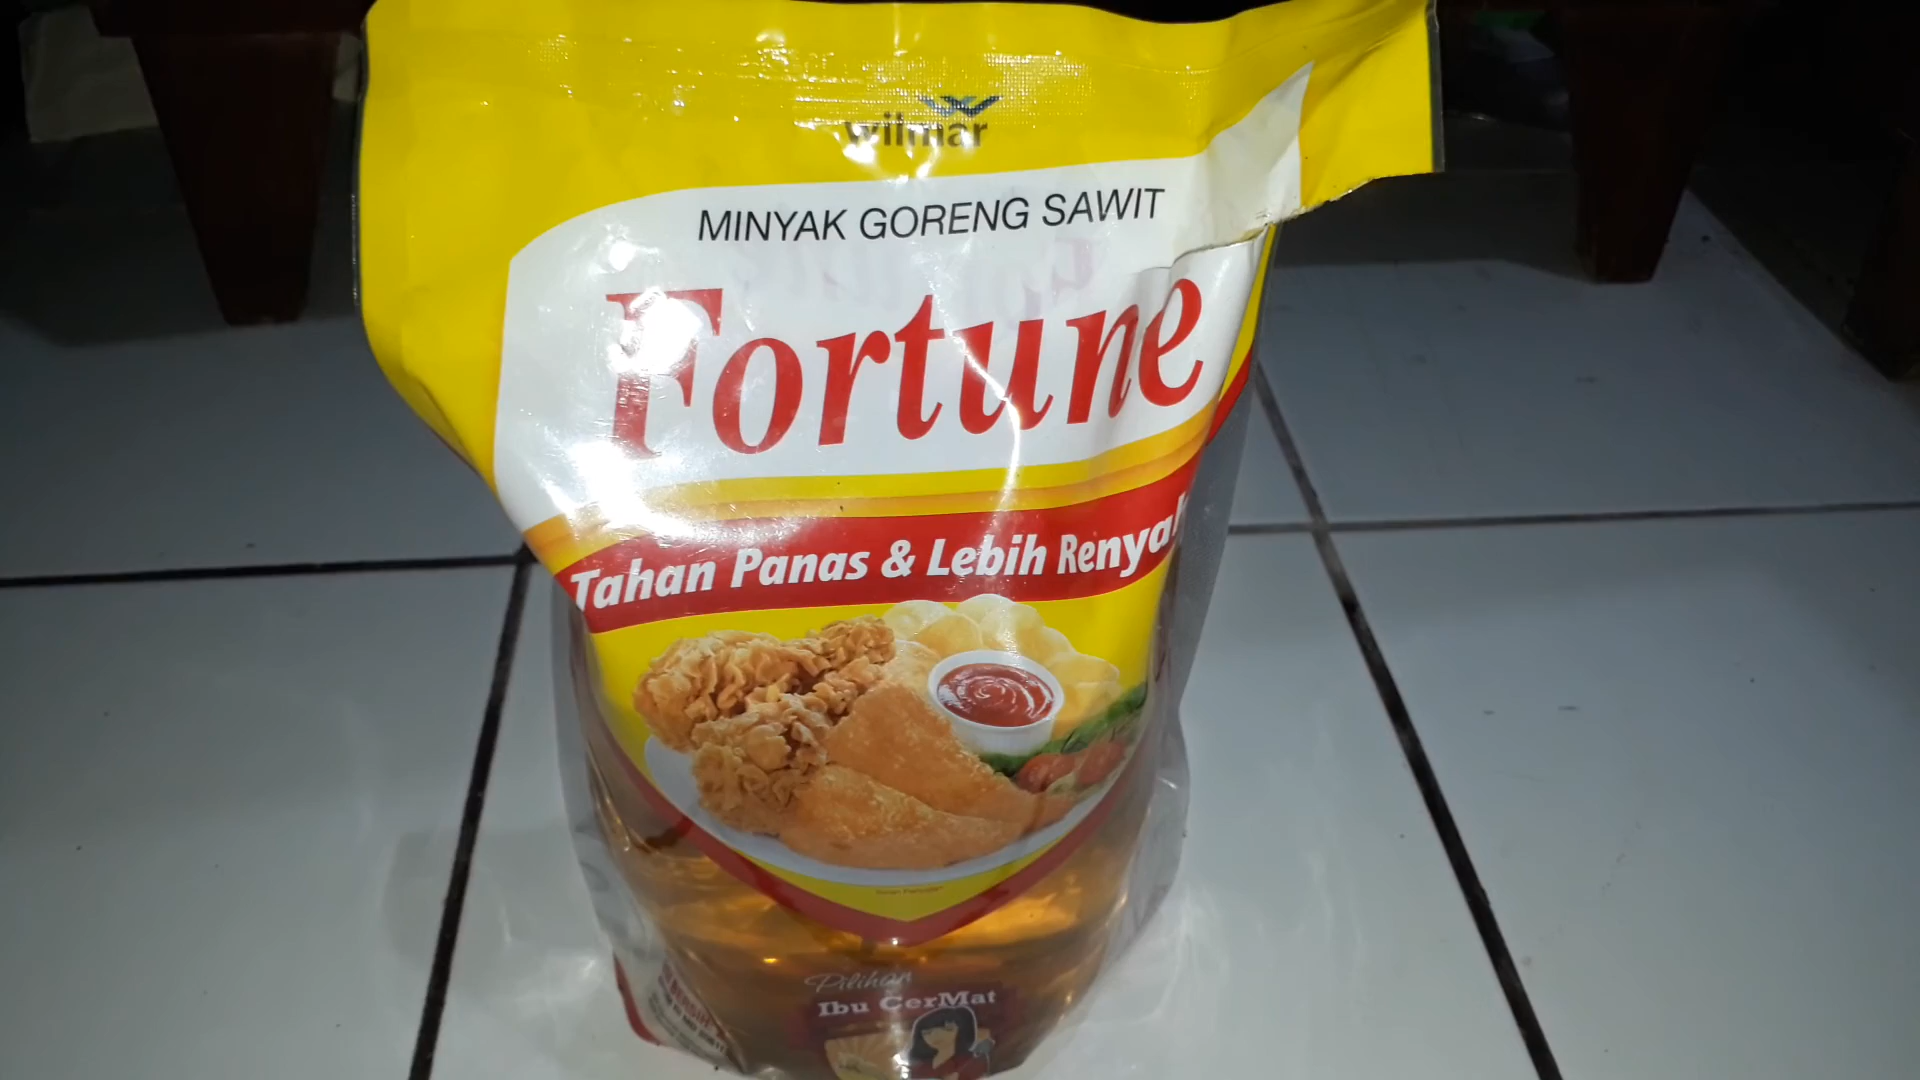 wilmar
MINYAK GORENG SAWIT
Fortune
Tahan Panas & Lebih Renyah
Pilihan
Ibu CerMat